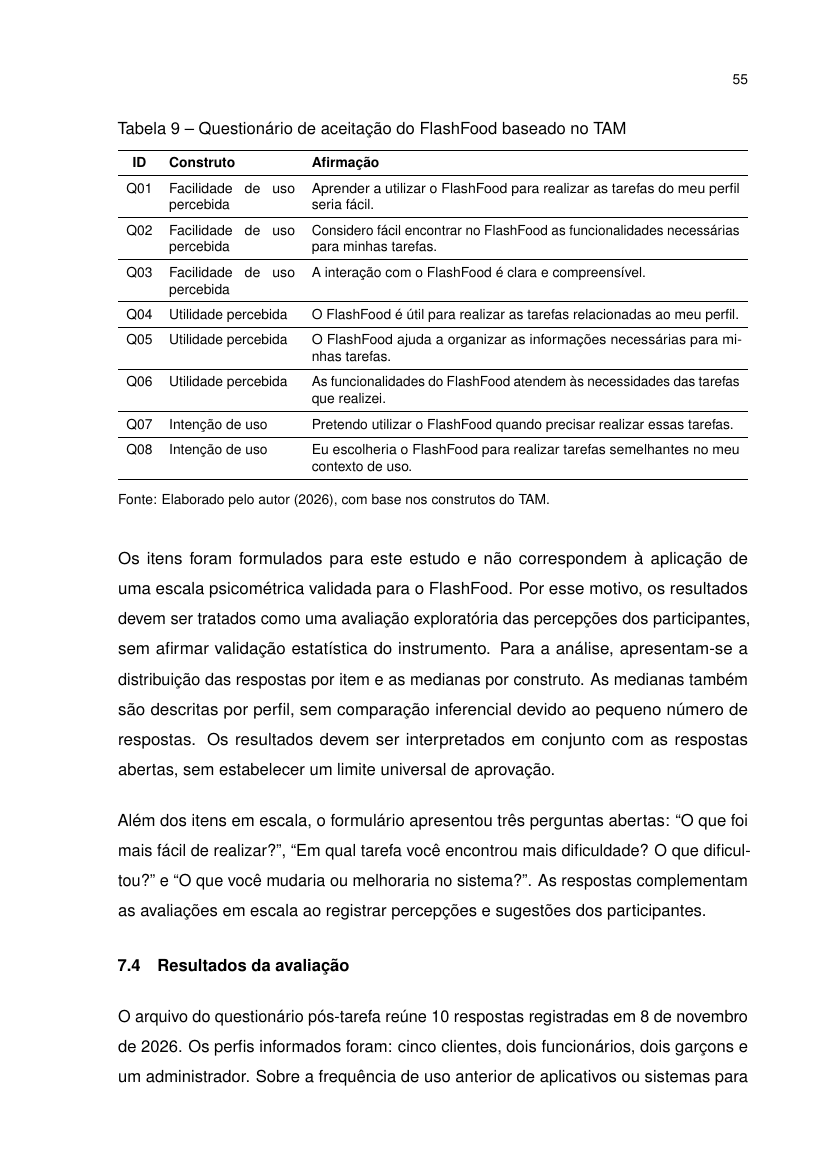 55
Tabela 9 – Questionário de aceitação do FlashFood baseado no TAM
ID Construto Afirmação
Q01 Facilidade de uso percebida Aprender a utilizar o FlashFood para realizar as tarefas do meu perfil seria fácil.
Q02 Facilidade de uso percebida Considero fácil encontrar no FlashFood as funcionalidades necessárias para minhas tarefas.
Q03 Facilidade de uso percebida A interação com o FlashFood é clara e compreensível.
Q04 Utilidade percebida O FlashFood é útil para realizar as tarefas relacionadas ao meu perfil.
Q05 Utilidade percebida O FlashFood ajuda a organizar as informações necessárias para mi-
nhas tarefas.
Q06 Utilidade percebida As funcionalidades do FlashFood atendem às necessidades das tarefas
que realizei.
Q07 Intenção de uso Pretendo utilizar o FlashFood quando precisar realizar essas tarefas.
Q08 Intenção de uso Eu escolheria o FlashFood para realizar tarefas semelhantes no meu
contexto de uso.
Fonte: Elaborado pelo autor (2026), com base nos construtos do TAM.
Os itens foram formulados para este estudo e não correspondem à aplicação de
uma escala psicométrica validada para o FlashFood. Por esse motivo, os resultados
devem ser tratados como uma avaliação exploratória das percepções dos participantes,
sem afirmar validação estatística do instrumento. Para a análise, apresentam-se a
distribuição das respostas por item e as medianas por construto. As medianas também
são descritas por perfil, sem comparação inferencial devido ao pequeno número de
respostas. Os resultados devem ser interpretados em conjunto com as respostas
abertas, sem estabelecer um limite universal de aprovação.
Além dos itens em escala, o formulário apresentou três perguntas abertas: “O que foi
mais fácil de realizar?”, “Em qual tarefa você encontrou mais dificuldade? O que dificul-
tou?” e “O que você mudaria ou melhoraria no sistema?”. As respostas complementam
as avaliações em escala ao registrar percepções e sugestões dos participantes.
7.4 Resultados da avaliação
O arquivo do questionário pós-tarefa reúne 10 respostas registradas em 8 de novembro
de 2026. Os perfis informados foram: cinco clientes, dois funcionários, dois garçons e
um administrador. Sobre a frequência de uso anterior de aplicativos ou sistemas para